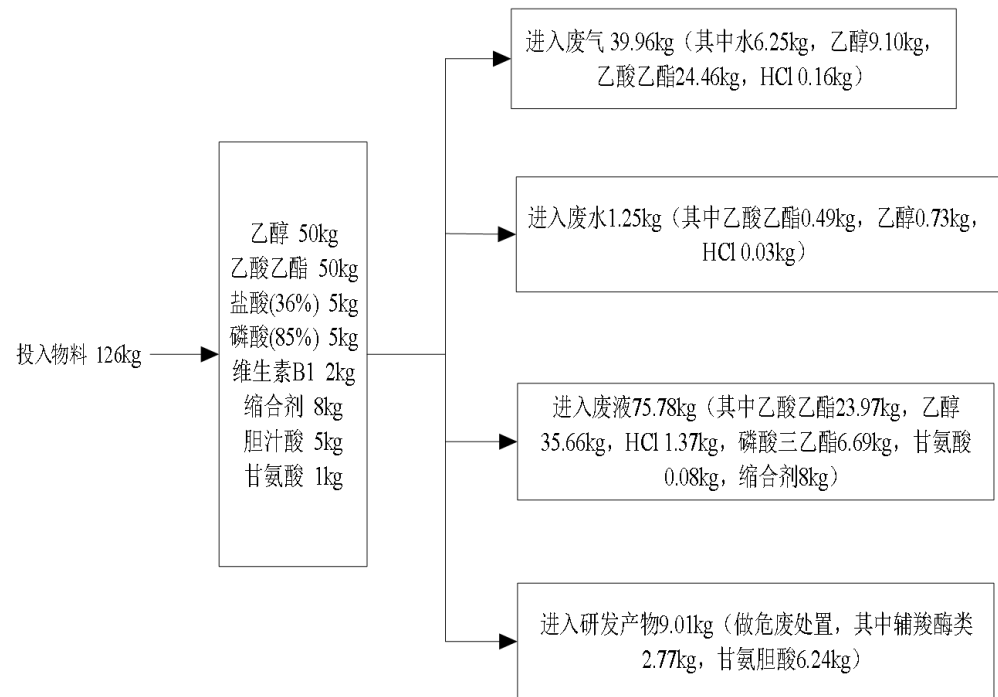 投入物料 126kg
乙醇 50kg
乙酸乙酯 50kg
盐酸(36%) 5kg
磷酸(85%) 5kg
维生素B1 2kg
缩合剂 8kg
胆汁酸 5kg
甘氨酸 1kg
进入废气 39.96kg（其中水6.25kg，乙醇9.10kg，
乙酸乙酯24.46kg，HCl 0.16kg）
进入废水1.25kg（其中乙酸乙酯0.49kg，乙醇0.73kg，
HCl 0.03kg）
进入废液75.78kg（其中乙酸乙酯23.97kg，乙醇
35.66kg，HCl 1.37kg，磷酸三乙酯6.69kg，甘氨酸
0.08kg，缩合剂8kg）
进入研发产物9.01kg（做危废处置，其中辅羧酶类
2.77kg，甘氨胆酸6.24kg）